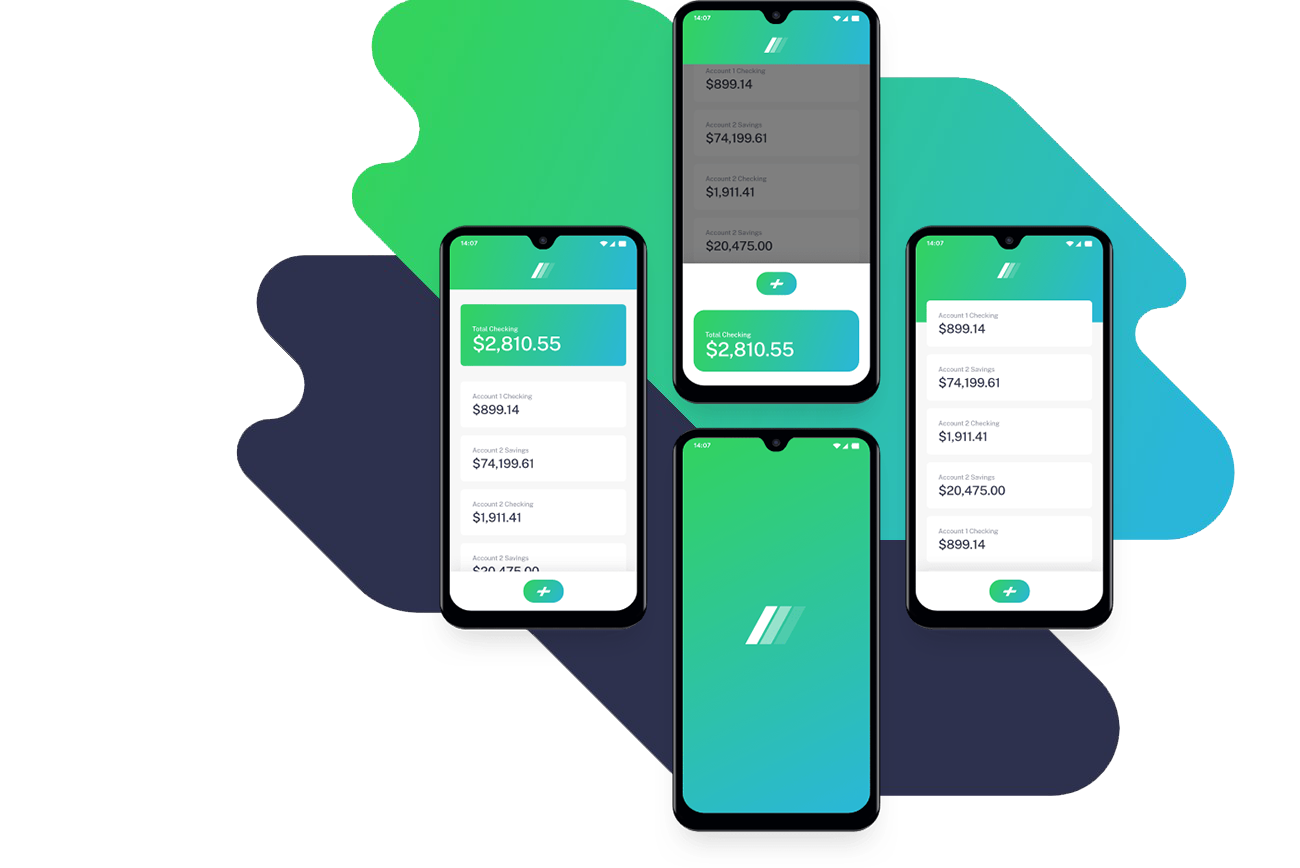 14:07
Account 1 Checking
$899.14
Account 2 Savings
$74,199.61
Account 2 Checking
$1,911.41
Account 2 Savings
$20,475.00
Total Checking
$2,810.55
14:07
Total Checking
$2,810.55
Account 1 Checking
$899.14
Account 2 Savings
$74,199.61
Account 2 Checking
$1,911.41
Account 2 Savings
$20,475.00
14:07
Account 1 Checking
$899.14
Account 2 Savings
$74,199.61
Account 2 Checking
$1,911.41
Account 2 Savings
$20,475.00
Account 1 Checking
$899.14
14:07